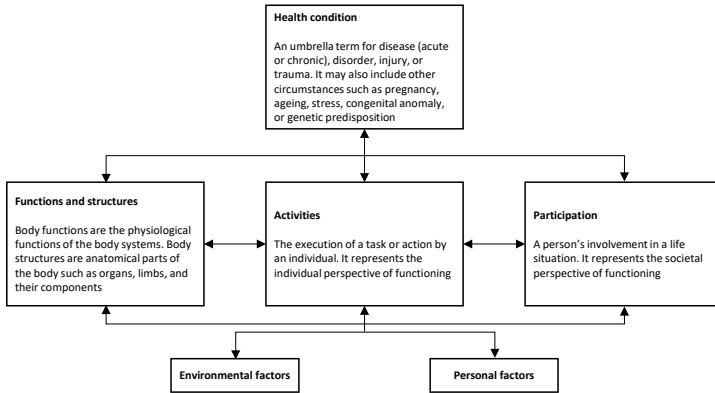 Health condition
An umbrella term for disease (acute
or chronic), disorder, injury, or
trauma. It may also include other
circumstances such as pregnancy,
ageing, stress, congenital anomaly,
or genetic predisposition
Functions and structures
Body functions are the physiological
functions of the body systems. Body
structures are anatomical parts of
the body such as organs, limbs, and
their components
Activities
The execution of a task or action by
an individual. It represents the
individual perspective of functioning
Participation
A person's involvement in a life
situation. It represents the societal
perspective of functioning
Environmental factors
Personal factors